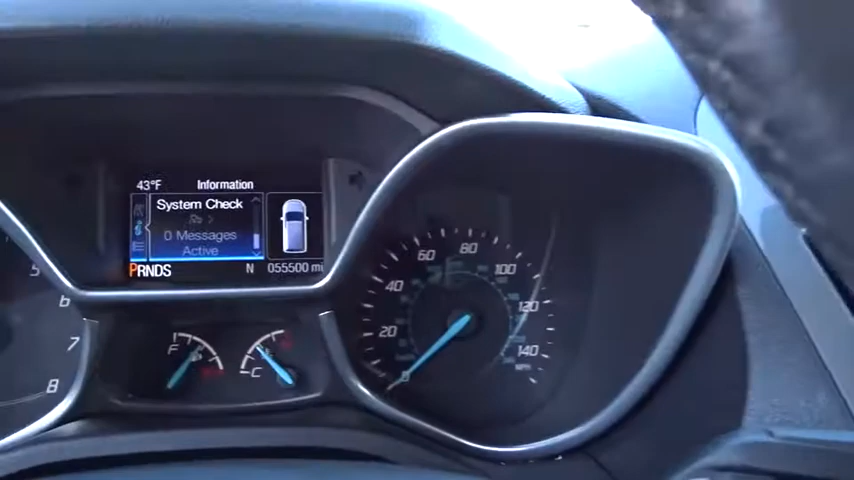 43°F Information
System Check
0 Messages
Active
PRNDS N 055500 mi
5
6
7
8
F
C
20
40
60
80
100
120
140
MPH